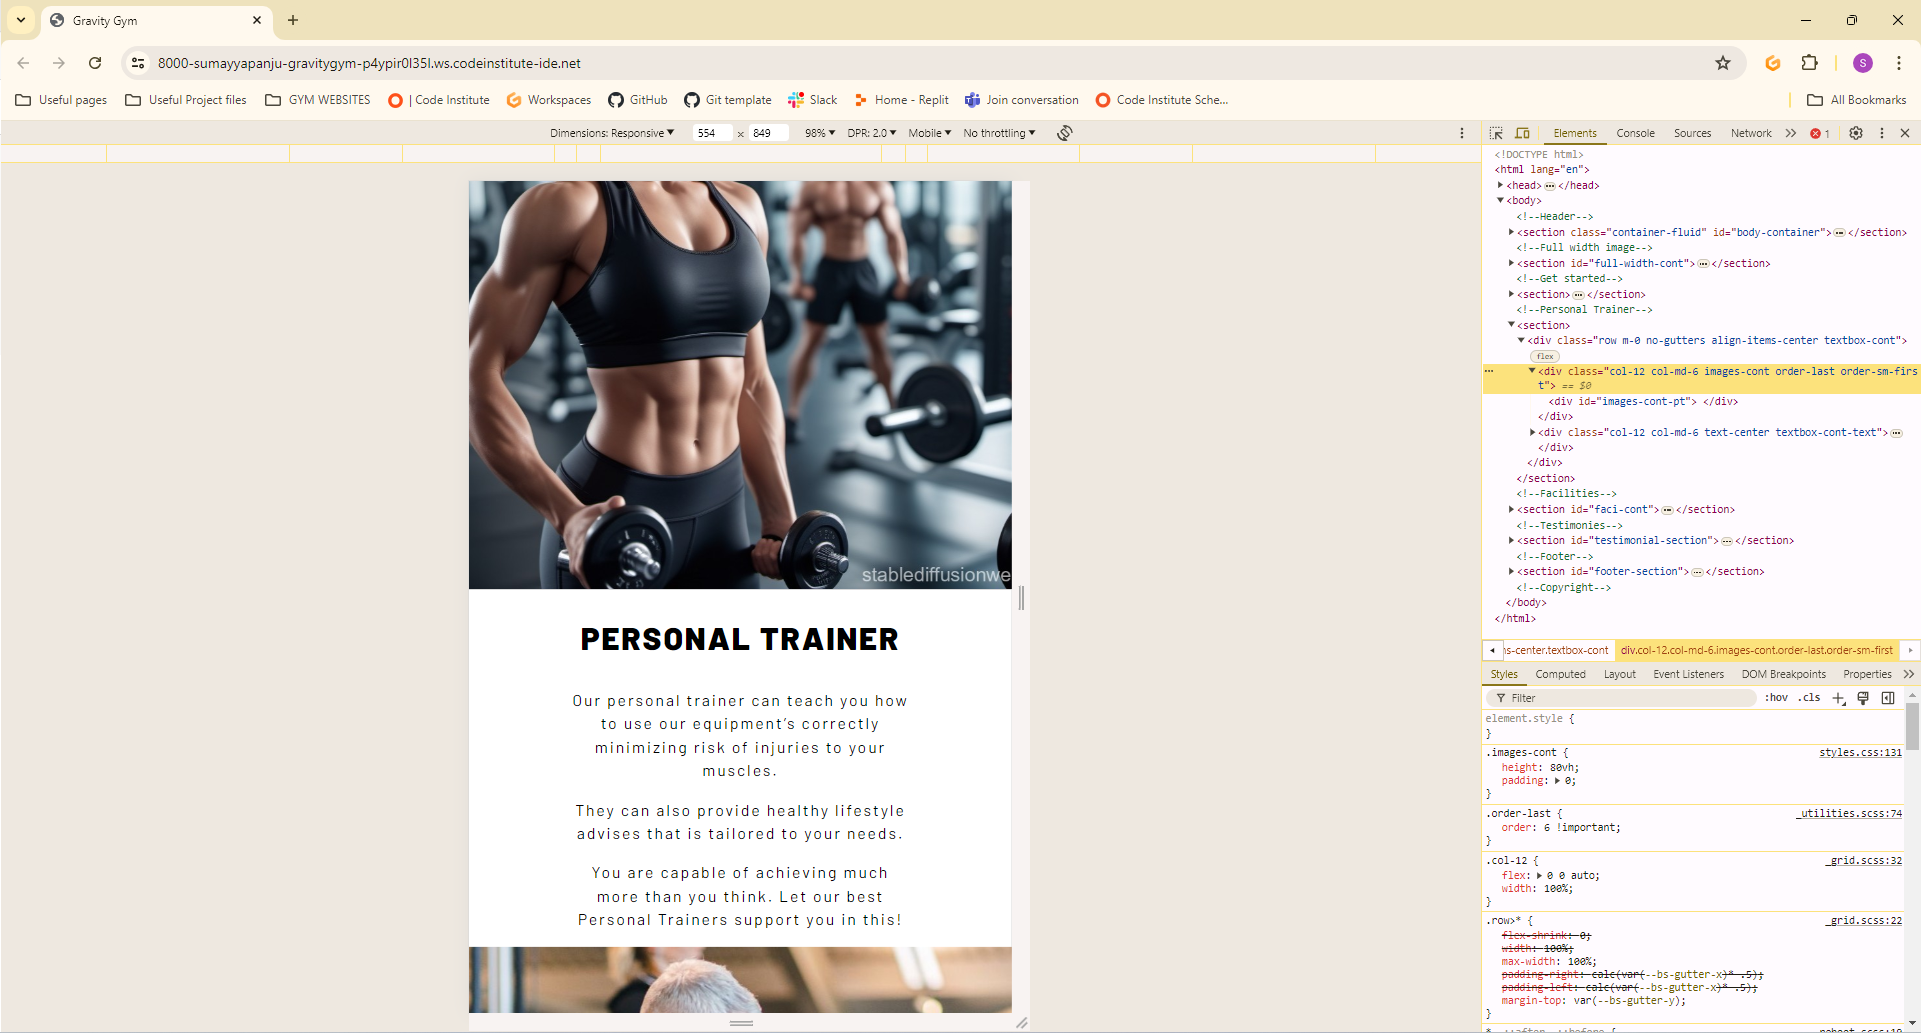 Gravity Gym
8000-sumayyapanju-gravitygym-p4ypir0l35l.ws.codeinstitute-ide.net
S
Useful pages
Useful Project files
GYM WEBSITES
| Code Institute
Workspaces
GitHub
Git template
Slack
Home - Replit
Join conversation
Code Institute Sche...
All Bookmarks
Dimensions: Responsive 554 x 849 98% DPR: 2.0 Mobile No throttling
Elements Console Sources Network 1
stablediffusionwe
PERSONAL TRAINER
Our personal trainer can teach you how
to use our equipment's correctly
minimizing risk of injuries to your
muscles.
They can also provide healthy lifestyle
advises that is tailored to your needs.
You are capable of achieving much
more than you think. Let our best
Personal Trainers support you in this!
<!DOCTYPE html>
<html lang="en">
<head> </head>
<body>
<!--Header-->
<section class="container-fluid" id="body-container"> </section>
<!--Full width image-->
<section id="full-width-cont"> </section>
<!--Get started-->
<section> </section>
<!--Personal Trainer-->
<section>
<div class="row m-0 no-gutters align-items-center textbox-cont">
flex
<div class="col-12 col-md-6 images-cont order-last order-sm-firs
t"> == $0
<div id="images-cont-pt"> </div>
</div>
<div class="col-12 col-md-6 text-center textbox-cont-text">
</div>
</div>
</section>
<!--Facilities-->
<section id="faci-cont"> </section>
<!--Testimonies-->
<section id="testimonial-section"> </section>
<!--Footer-->
<section id="footer-section"> </section>
<!--Copyright-->
</body>
</html>
s-center.textbox-cont div.col-12.col-md-6.images-cont.order-last.order-sm-first
Styles Computed Layout Event Listeners DOM Breakpoints Properties
Filter :hov .cls
element.style {
}
.images-cont { styles.css:131
height: 80vh;
padding: 0;
}
.order-last { _utilities.scss:74
order: 6 !important;
}
.col-12 { _grid.scss:32
flex: 0 0 auto;
width: 100%;
}
.row>* { _grid.scss:22
flex-shrink: 0;
width: 100%;
max-width: 100%;
padding-right: calc(var(--bs-gutter-x)* .5);
padding-left: calc(var(--bs-gutter-x)* .5);
margin-top: var(--bs-gutter-y);
}